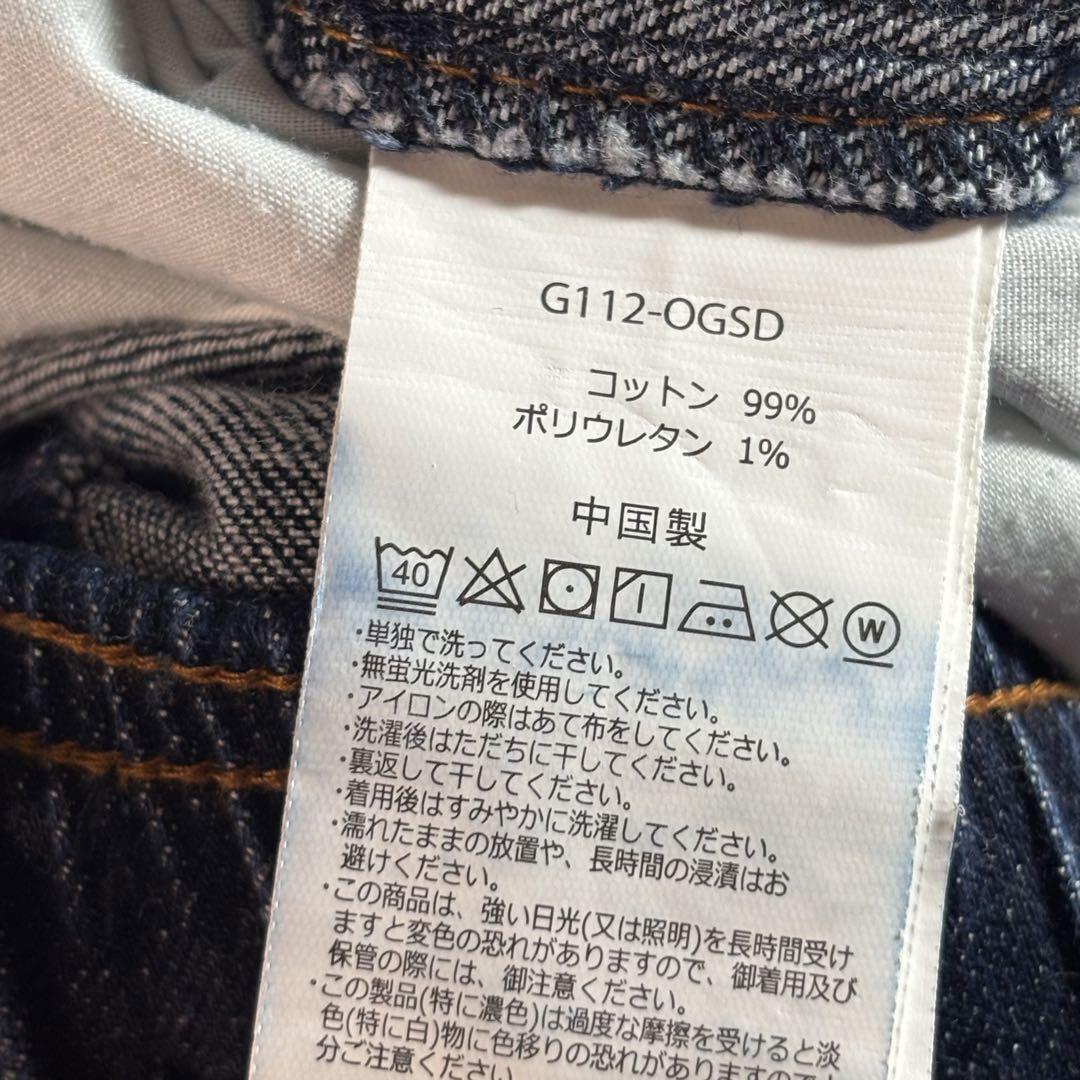 G112-OGSD
コットン 99%
ポリウレタン 1%
中国製
40 W
・単独で洗ってください。
・無蛍光洗剤を使用してください。
・アイロンの際はあて布をしてください。
・洗濯後はただちに干してください。
・裏返して干してください。
・着用後はすみやかに洗濯してください。
・濡れたままの放置や、長時間の浸漬はお
避けください。
・この商品は、強い日光(又は照明)を長時間受け
ますと変色の恐れがありますので、御着用及び
保管の際には、御注意ください。
・この製品(特に濃色)は過度な摩擦を受けると淡
色(特に白)物に色移りの恐れがありますので
分ご注意ください